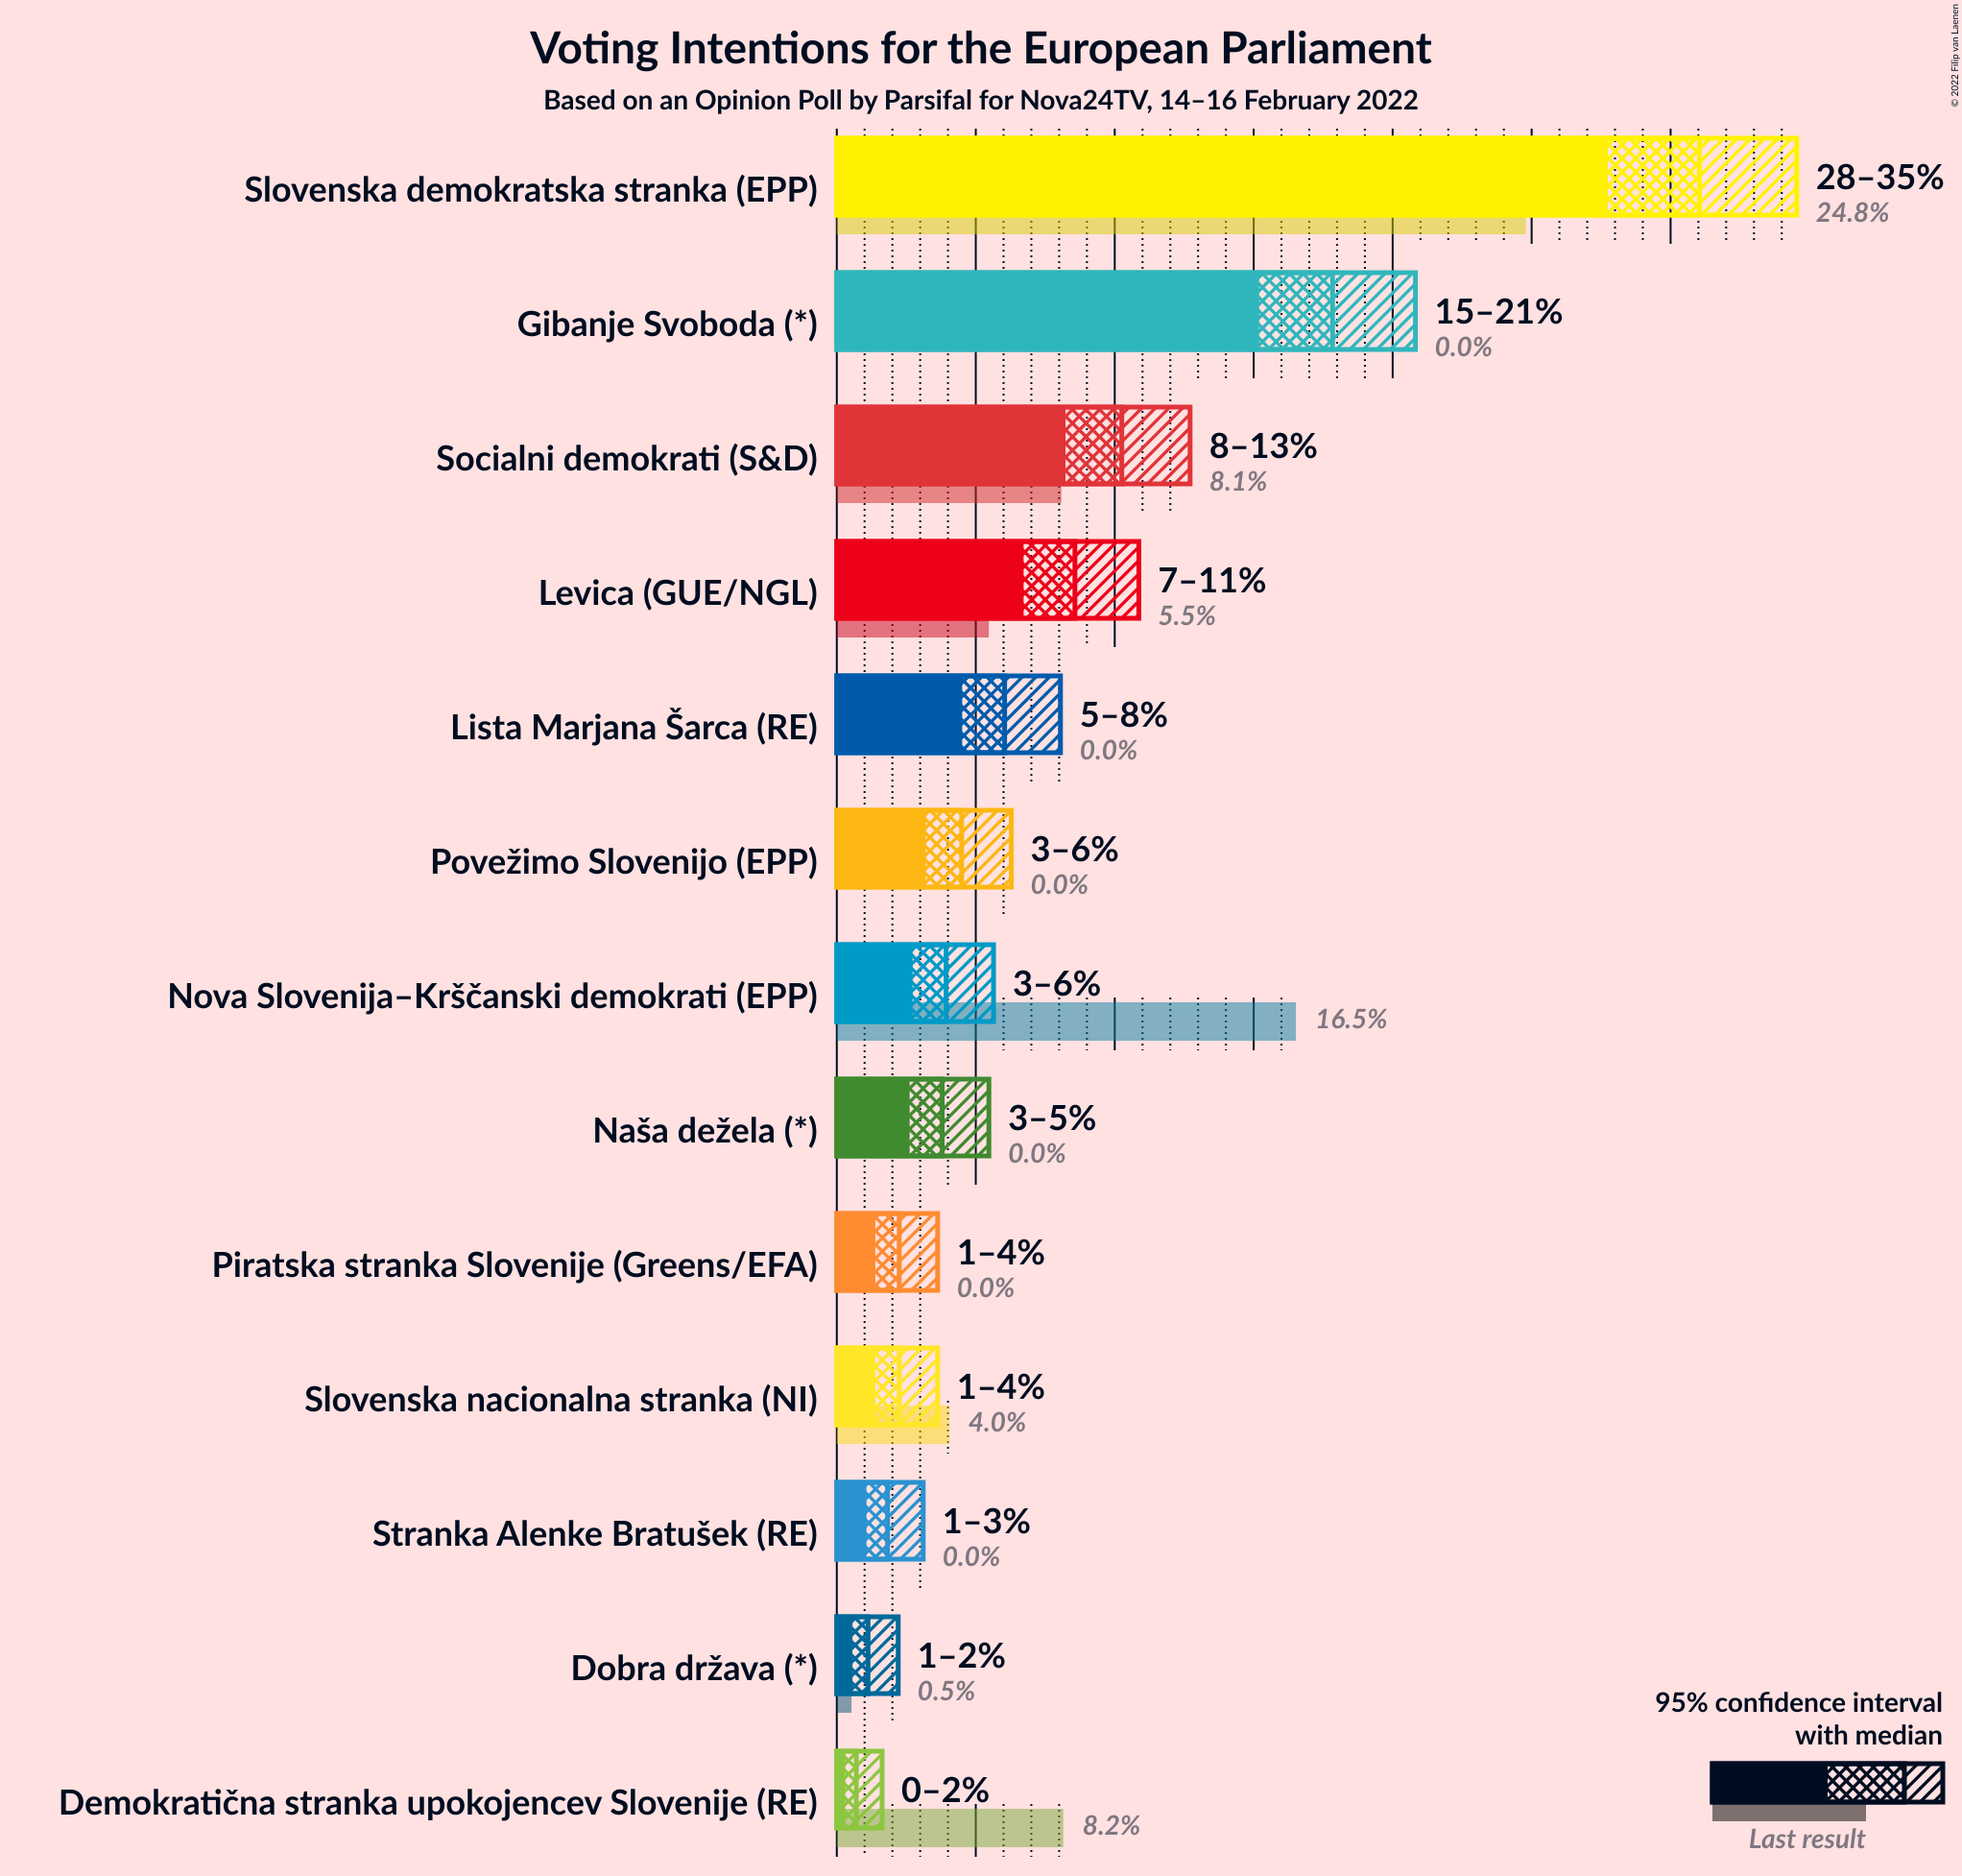 Voting Intentions for the European Parliament
Based on an Opinion Poll by Parsifal for Nova24TV, 14–16 February 2022
© 2022 Filip van Laenen
Slovenska demokratska stranka (EPP)
28–35%
24.8%
Gibanje Svoboda (*)
15–21%
0.0%
Socialni demokrati (S&D)
8–13%
8.1%
Levica (GUE/NGL)
7–11%
5.5%
Lista Marjana Šarca (RE)
5–8%
0.0%
Povežimo Slovenijo (EPP)
3–6%
0.0%
Nova Slovenija–Krščanski demokrati (EPP)
3–6%
16.5%
Naša dežela (*)
3–5%
0.0%
Piratska stranka Slovenije (Greens/EFA)
1–4%
0.0%
Slovenska nacionalna stranka (NI)
1–4%
4.0%
Stranka Alenke Bratušek (RE)
1–3%
0.0%
Dobra država (*)
1–2%
0.5%
Demokratična stranka upokojencev Slovenije (RE)
0–2%
8.2%
95% confidence interval
with median
Last result